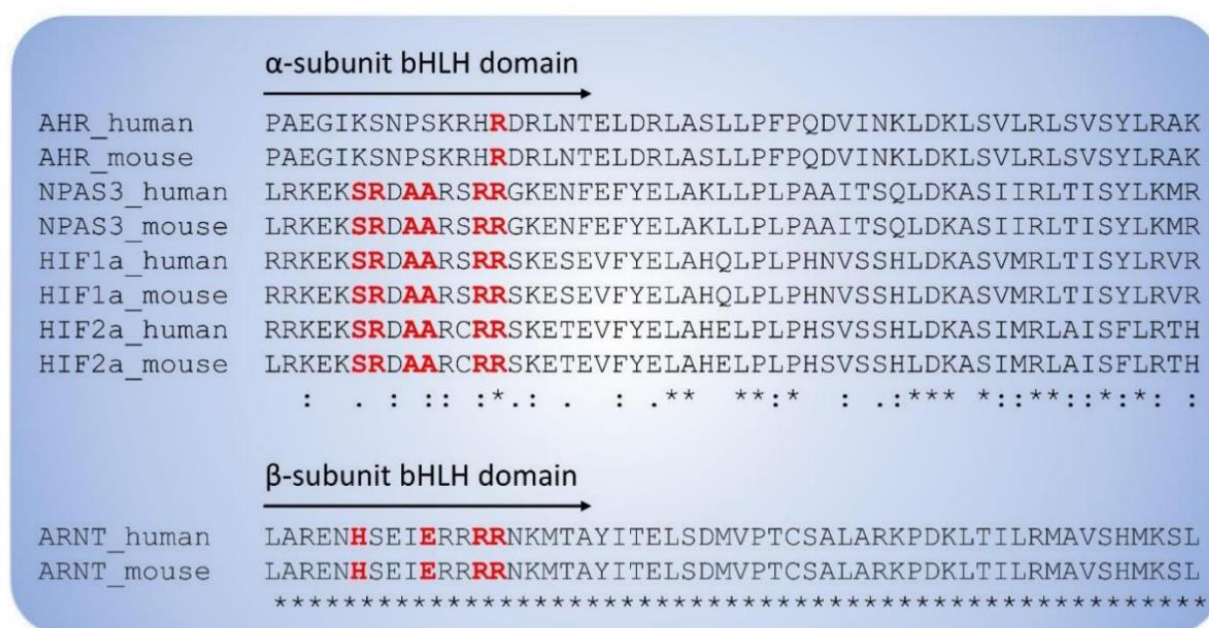 α-subunit bHLH domain
AHR_human PAEGIKSNPSKRHRDRLNTELDRLASLLPFPQDVINKLDKLSVLRLSVSYLRAK
AHR_mouse PAEGIKSNPSKRHRDRLNTELDRLASLLPFPQDVINKLDKLSVLRLSVSYLRAK
NPAS3_human LRKEKSRDAARSRRGKENFEFYELAKLLPLPAAITSQLDKASIIRLTISYLKMR
NPAS3_mouse LRKEKSRDAARSRRGKENFEFYELAKLLPLPAAITSQLDKASIIRLTISYLKMR
HIF1a_human RRKEKSRDAARSRRSKESEVFYELAHQLPLPHNVSSHLDKASVMRLTISYLRVR
HIF1a_mouse RRKEKSRDAARSRRSKESEVFYELAHQLPLPHNVSSHLDKASVMRLTISYLRVR
HIF2a_human RRKEKSRDAARCRRSKETEVFYELAHELPLPHSVSSHLDKASIMRLAISFLRTH
HIF2a_mouse LRKEKSRDAARCRRSKETEVFYELAHELPLPHSVSSHLDKASIMRLAISFLRTH
: . : :: :*.: . : .** **:* : .:*** *::**::*:*: :
β-subunit bHLH domain
ARNT_human LARENHSEIERRRRNKMTAYITELSDMVPTCSALARKPDKLTILRMAVSHMKSL
ARNT_mouse LARENHSEIERRRRNKMTAYITELSDMVPTCSALARKPDKLTILRMAVSHMKSL
******************************************************